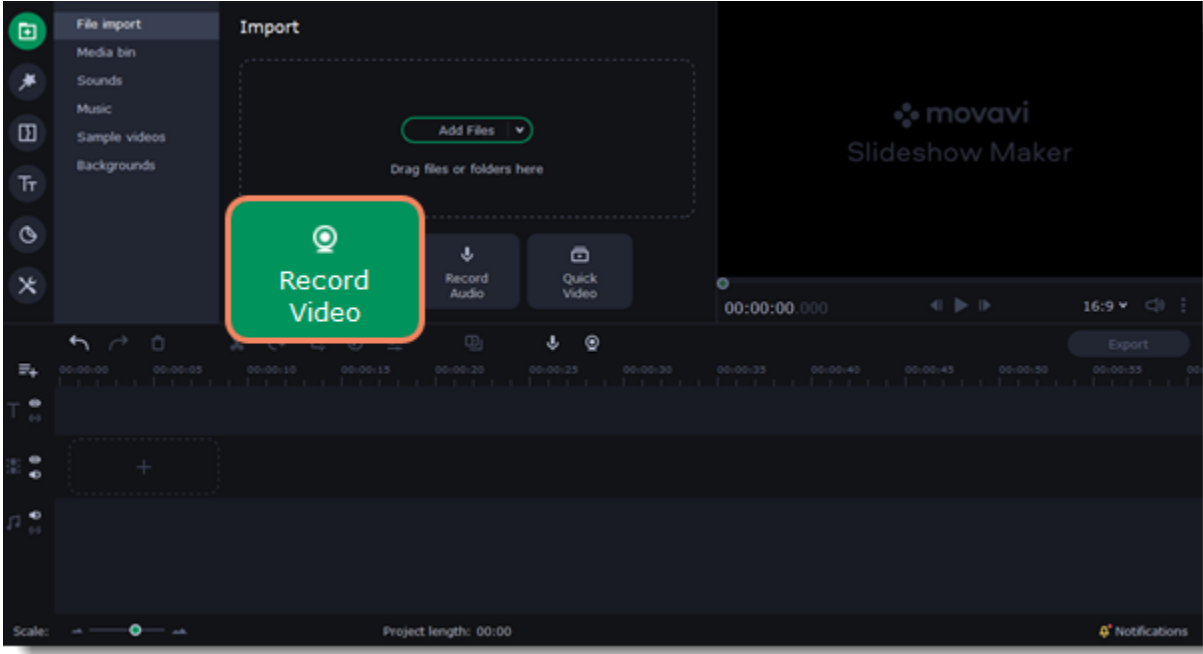 File import
Media bin
Sounds
Music
Sample videos
Backgrounds
Import
Add Files
Drag files or folders here
Record
Video
Record
Audio
Quick
Video
movavi
Slideshow Maker
00:00:00.000
16:9
Export
00:00:00 00:00:05 00:00:10 00:00:15 00:00:20 00:00:25 00:00:30 00:00:35 00:00:40 00:00:45 00:00:50 00:00:55 00:
Scale:
Project length: 00:00
Notifications